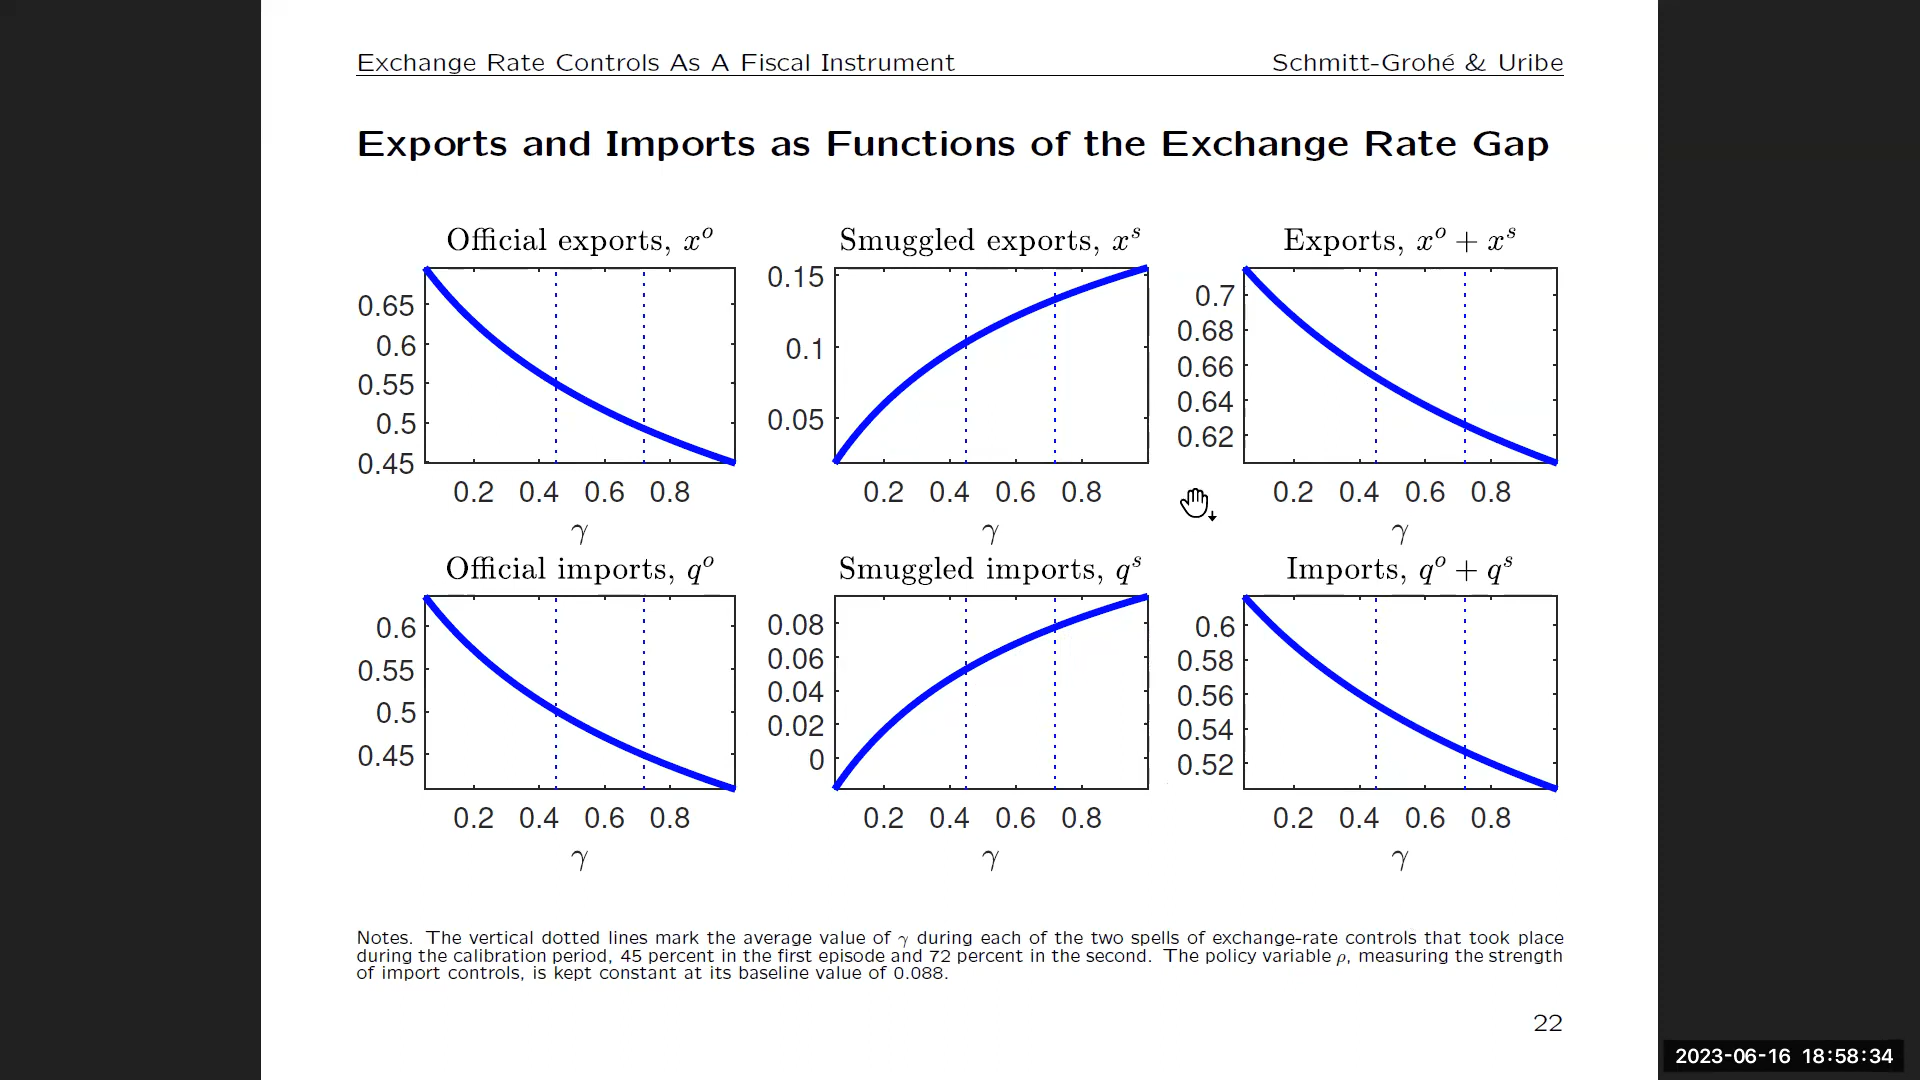 Exchange Rate Controls As A Fiscal Instrument Schmitt-Grohé & Uribe
Exports and Imports as Functions of the Exchange Rate Gap
Official exports, x^o
0.65
0.6
0.55
0.5
0.45
0.2 0.4 0.6 0.8
γ
Smuggled exports, x^s
0.15
0.1
0.05
0.2 0.4 0.6 0.8
γ
Exports, x^o + x^s
0.7
0.68
0.66
0.64
0.62
0.2 0.4 0.6 0.8
γ
Official imports, q^o
0.6
0.55
0.5
0.45
0.2 0.4 0.6 0.8
γ
Smuggled imports, q^s
0.08
0.06
0.04
0.02
0
0.2 0.4 0.6 0.8
γ
Imports, q^o + q^s
0.6
0.58
0.56
0.54
0.52
0.2 0.4 0.6 0.8
γ
Notes. The vertical dotted lines mark the average value of γ during each of the two spells of exchange-rate controls that took place
during the calibration period, 45 percent in the first episode and 72 percent in the second. The policy variable ρ, measuring the strength
of import controls, is kept constant at its baseline value of 0.088.
22
2023-06-16 18:58:34